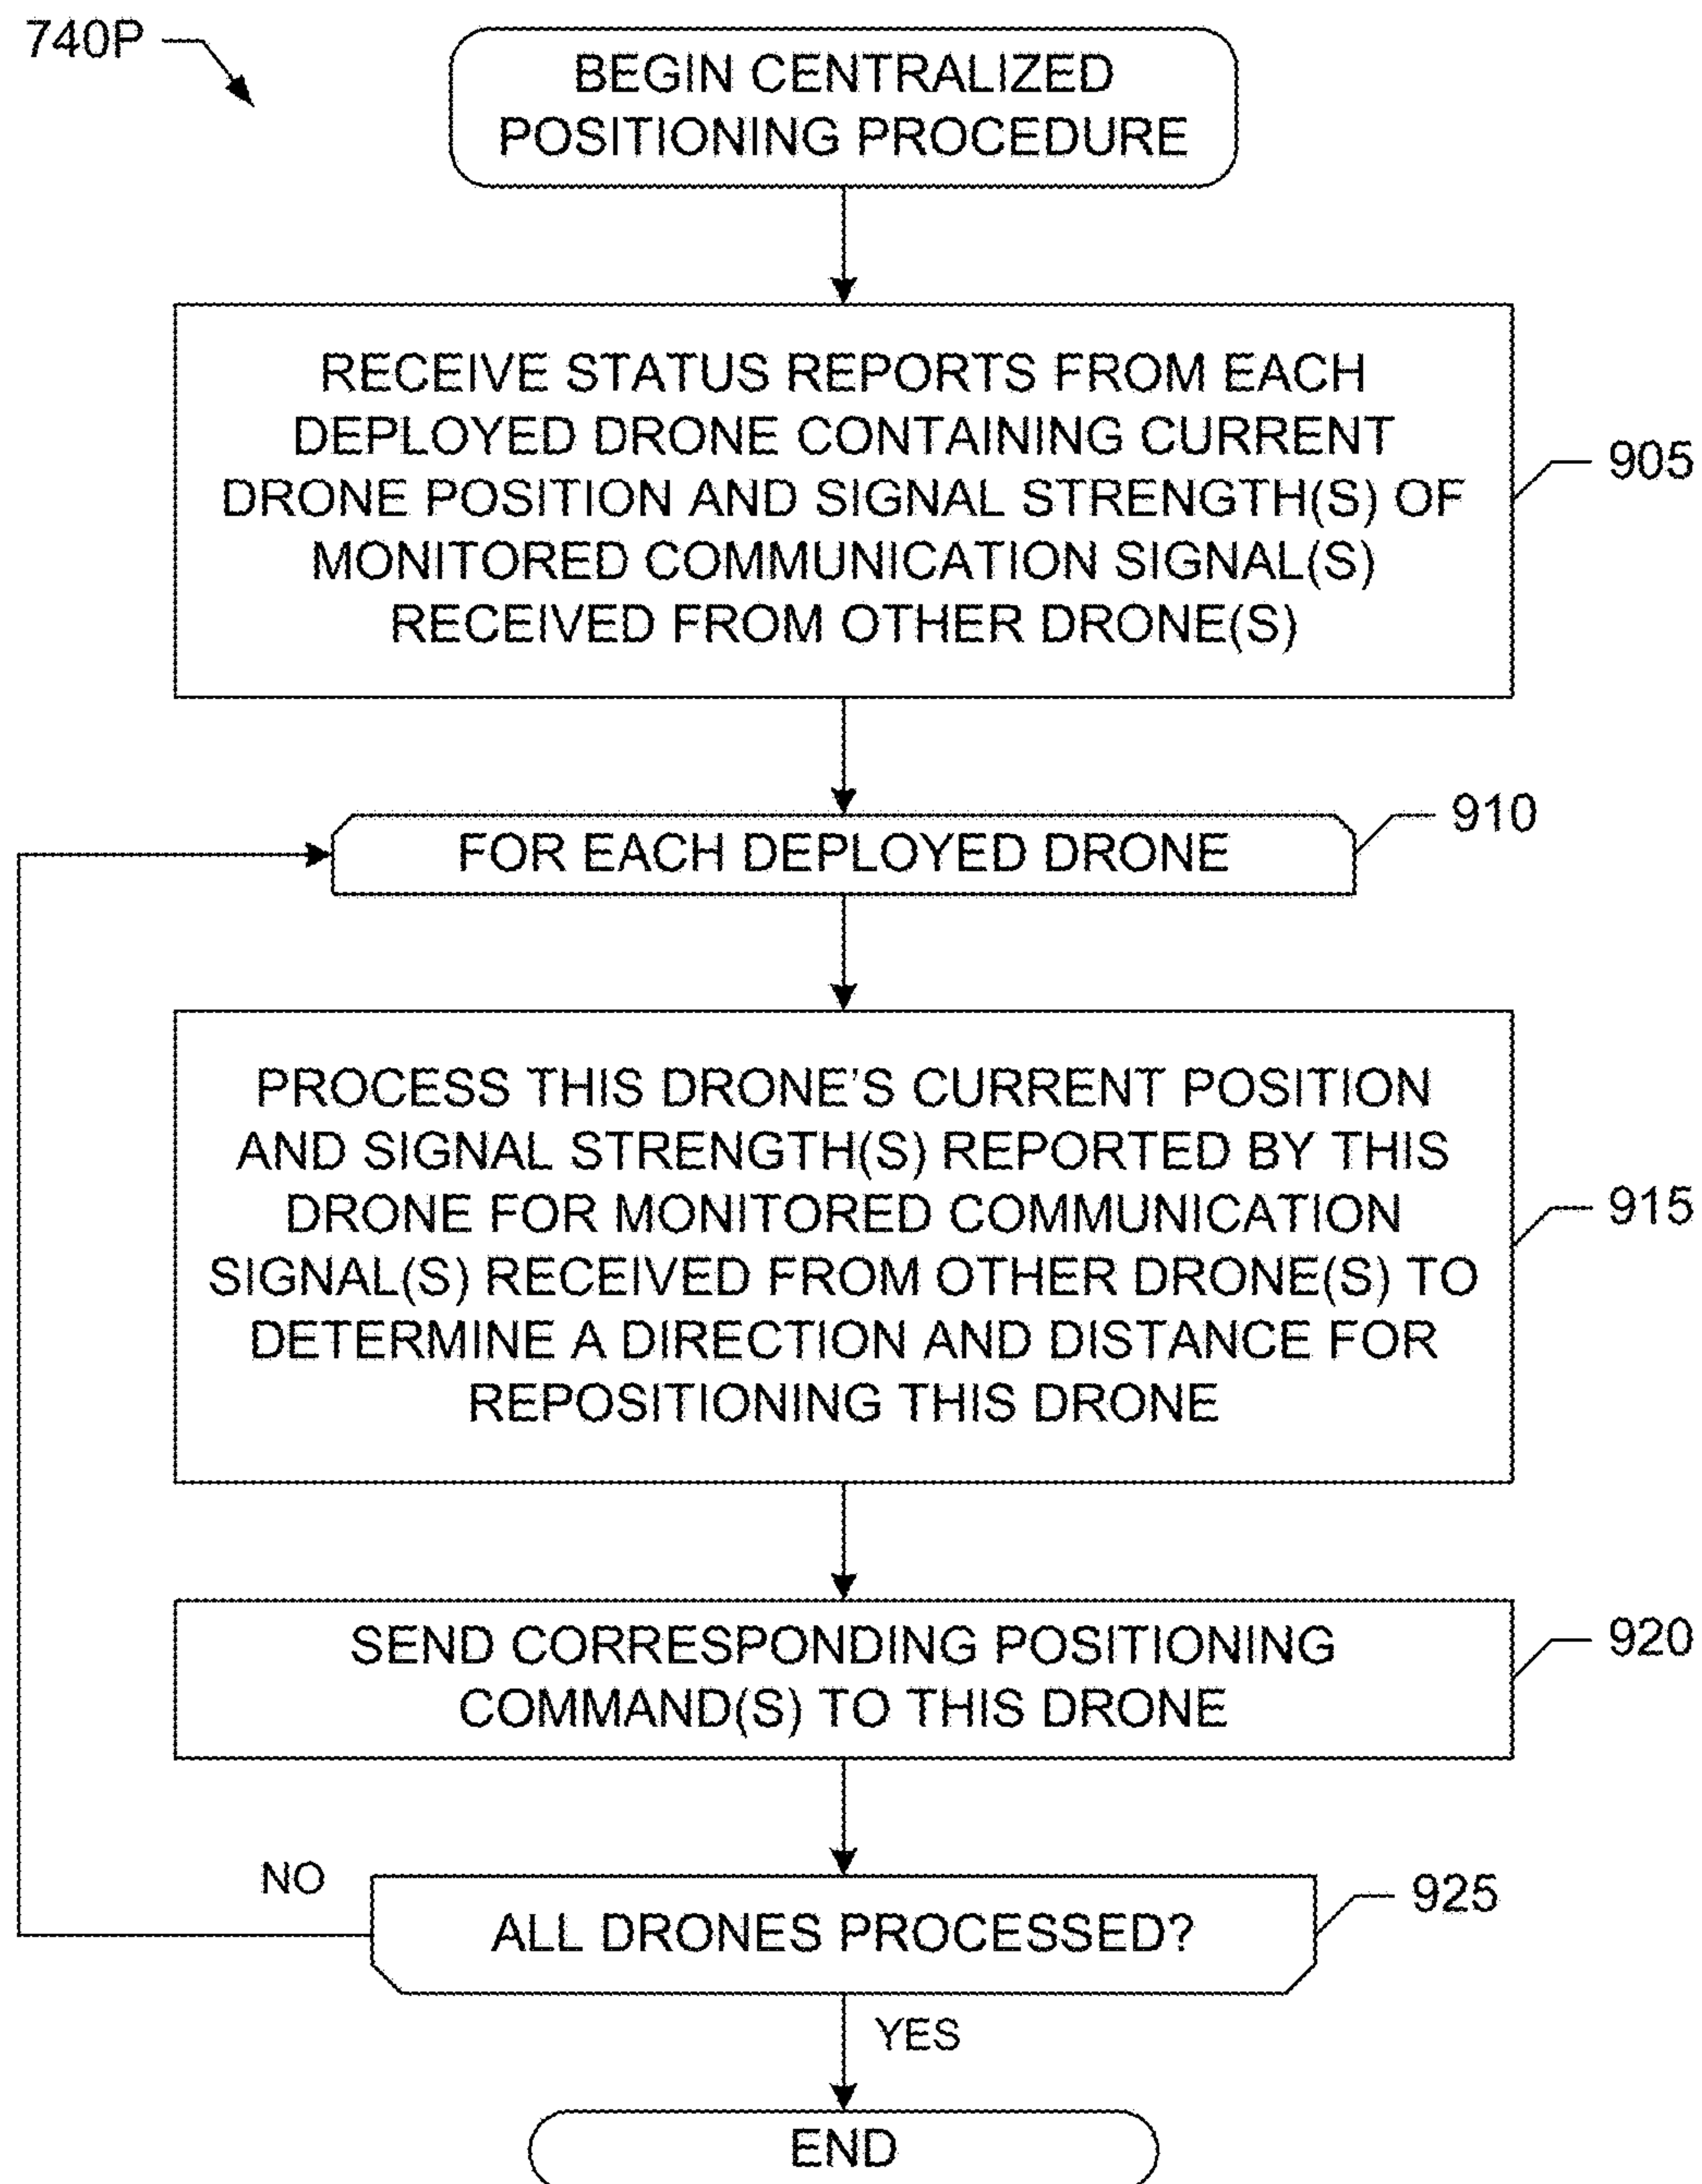 740P
BEGIN CENTRALIZED
POSITIONING PROCEDURE
RECEIVE STATUS REPORTS FROM EACH
DEPLOYED DRONE CONTAINING CURRENT
DRONE POSITION AND SIGNAL STRENGTH(S) OF
MONITORED COMMUNICATION SIGNAL(S)
RECEIVED FROM OTHER DRONE(S)
905
FOR EACH DEPLOYED DRONE
910
PROCESS THIS DRONE'S CURRENT POSITION
AND SIGNAL STRENGTH(S) REPORTED BY THIS
DRONE FOR MONITORED COMMUNICATION
SIGNAL(S) RECEIVED FROM OTHER DRONE(S) TO
DETERMINE A DIRECTION AND DISTANCE FOR
REPOSITIONING THIS DRONE
915
SEND CORRESPONDING POSITIONING
COMMAND(S) TO THIS DRONE
920
NO
ALL DRONES PROCESSED?
925
YES
END